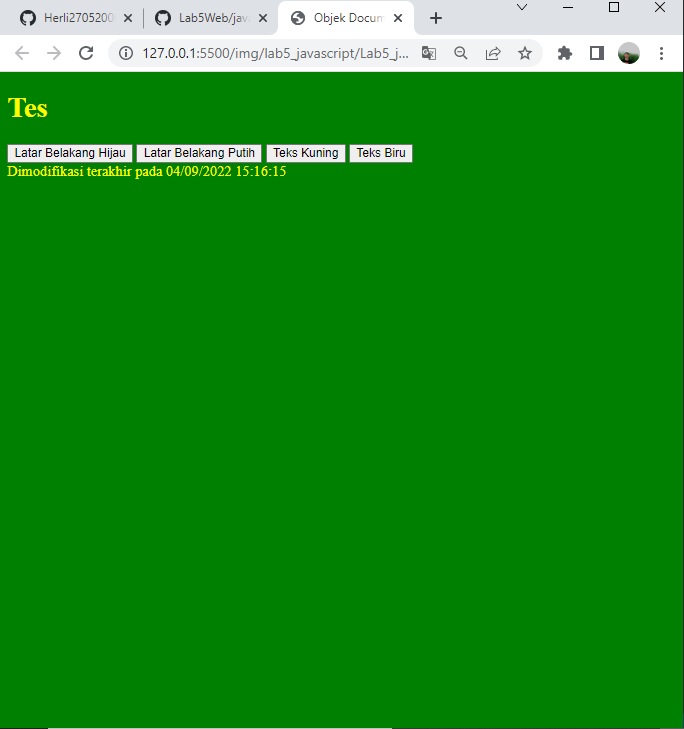 Herli2705200
Lab5Web/jav
Objek Docum
127.0.0.1:5500/img/lab5_javascript/Lab5_j...
Tes
Latar Belakang Hijau Latar Belakang Putih Teks Kuning Teks Biru
Dimodifikasi terakhir pada 04/09/2022 15:16:15